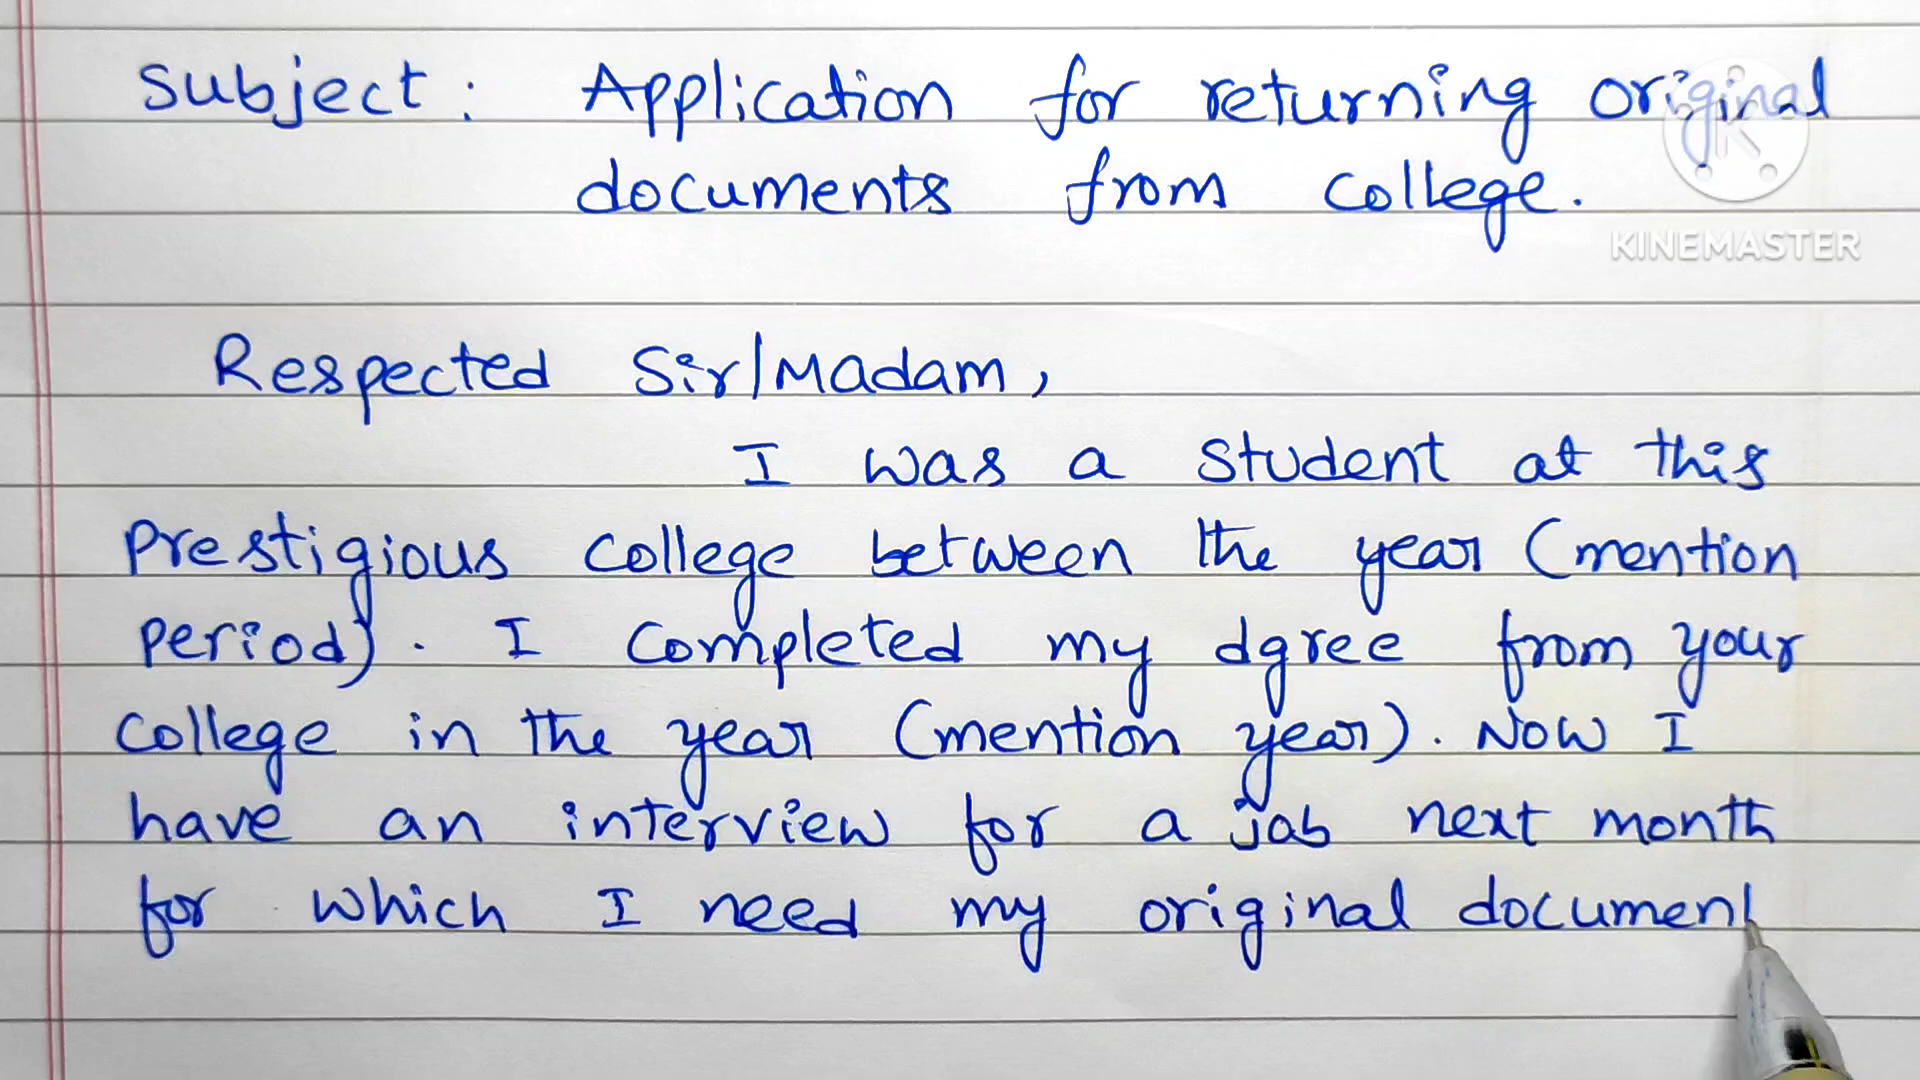 Subject: Application for returning original
documents from college.
KINEMASTER
Respected Sir/Madam,
I was a student at this
prestigious college between the year (mention
period). I completed my dgree from your
college in the year (mention year). Now I
have an interview for a job next month
for which I need my original documen